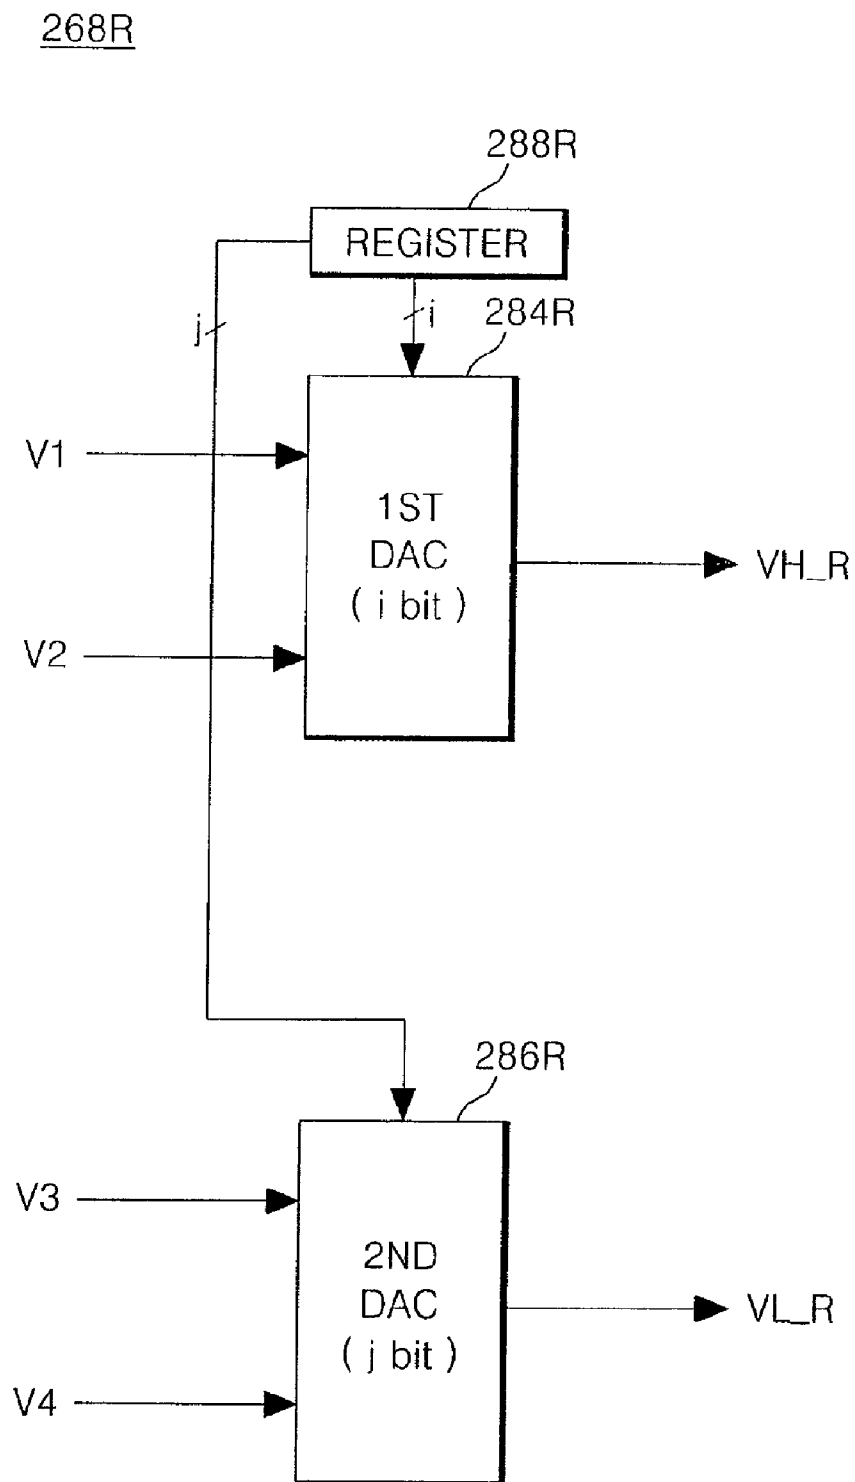 268R
288R
REGISTER
j
i
284R
V1
1ST
DAC
( i bit )
VH_R
V2
286R
V3
2ND
DAC
( j bit )
VL_R
V4